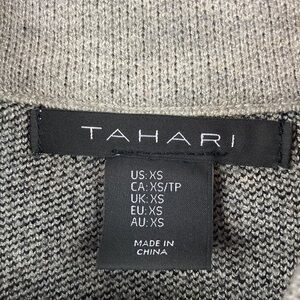 TAHARI
US: XS
CA: XS/TP
UK: XS
EU: XS
AU: XS
MADE IN
CHINA